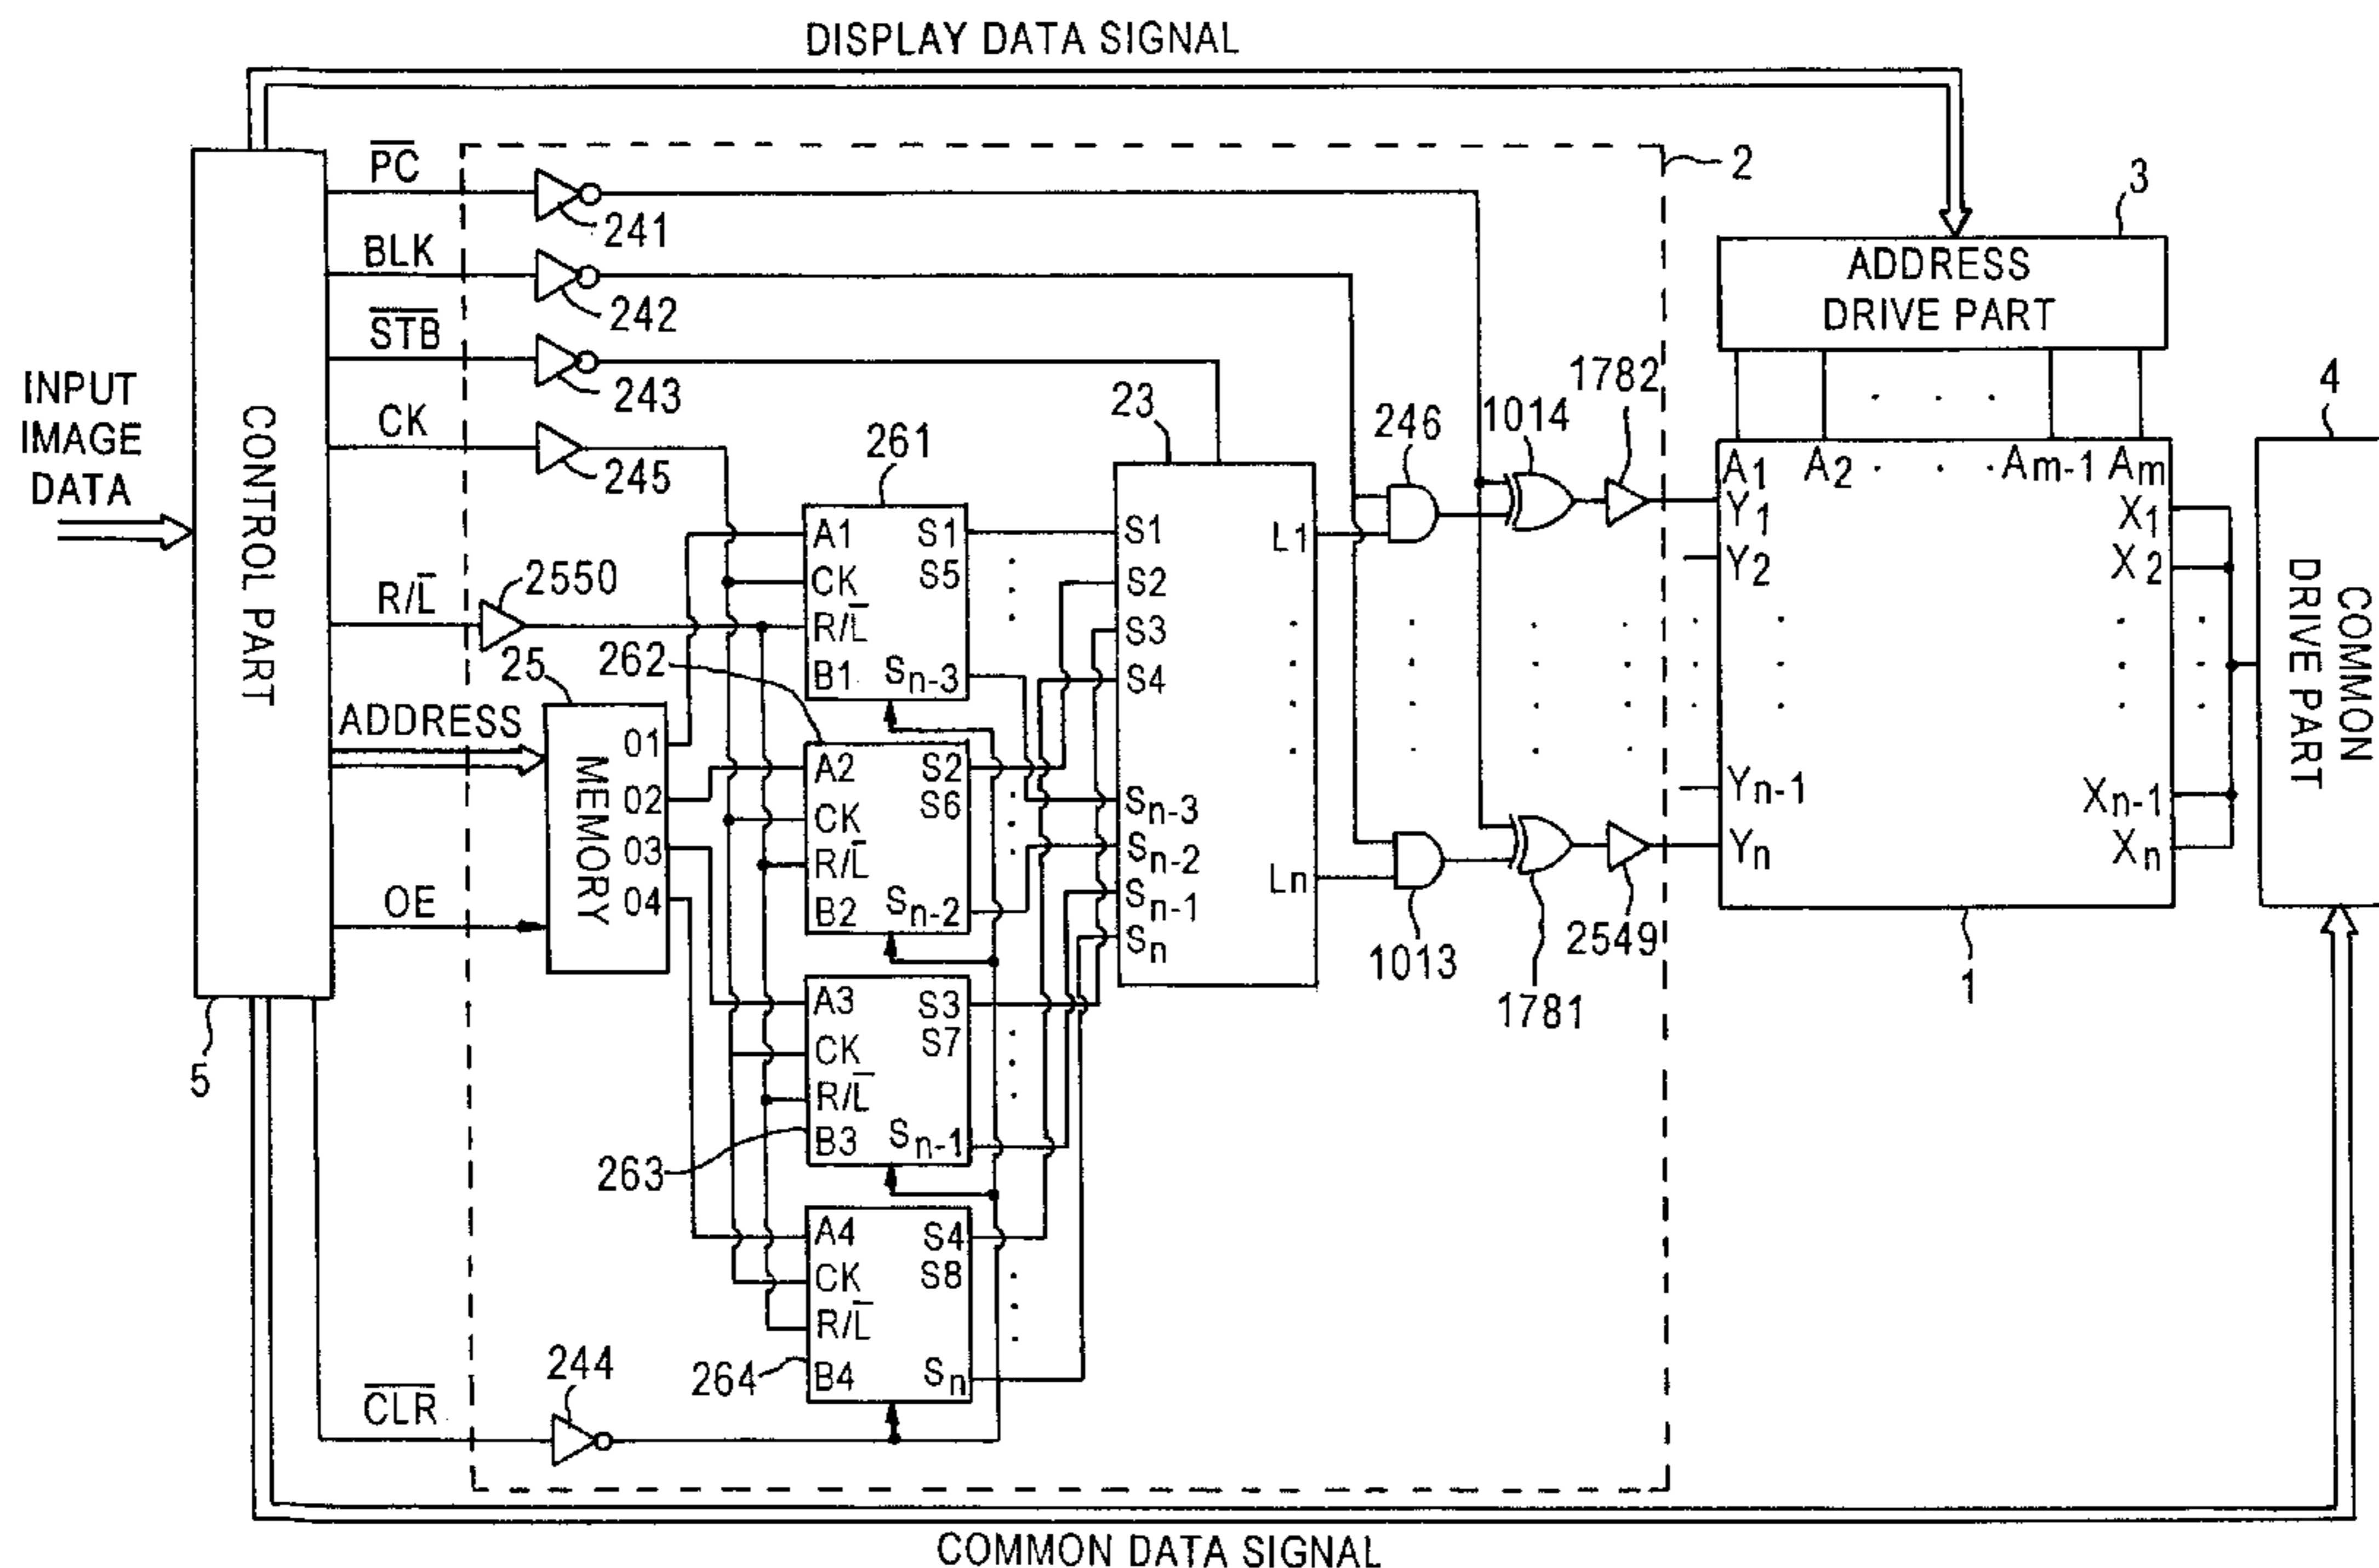 DISPLAY DATA SIGNAL
P̅C̅
2
3
241
BLK
ADDRESS
DRIVE PART
242
S̅T̅B̅
1782
4
INPUT
IMAGE
DATA
243
23
CK
246
1014
261
245
CONTROL PART
A1 A2 · · · Am-1 Am
Y1
X1
A1 S1
S1 L1
CK S5
Y2
X2
R/L̅
2550
S2
R/L̅
S3
COMMON
DRIVE PART
262
25
B1 Sn-3
S4
ADDRESS
01
MEMORY
A2 S2
02
S6
Sn-3
Yn-1
Xn-1
CK
03
Sn-2
Yn
Xn
R/L̅
OE
04
B2 Sn-2
Sn-1
Ln
Sn
1013
2549
1781
1
A3 S3
S7
CK
5
R/L̅
B3 Sn-1
263
A4 S4
CK S8
R/L̅
244
264
B4 Sn
C̅L̅R̅
COMMON DATA SIGNAL